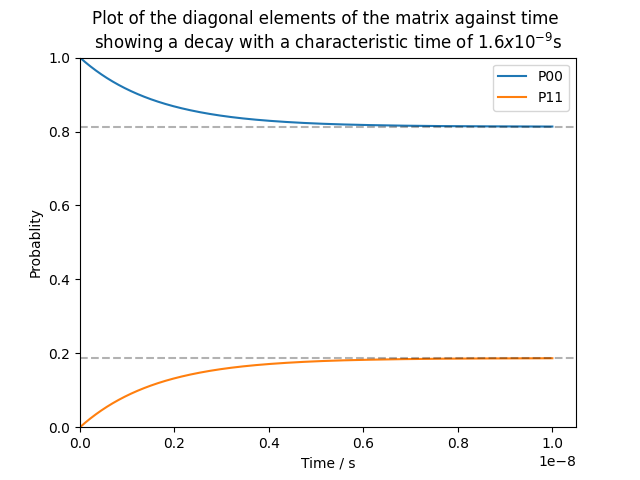 Plot of the diagonal elements of the matrix against time
showing a decay with a characteristic time of 1.6x10⁻⁹s
1.0
0.8
0.6
0.4
0.2
0.0
Probablity
P00
P11
0.0 0.2 0.4 0.6 0.8 1.0
1e−8
Time / s